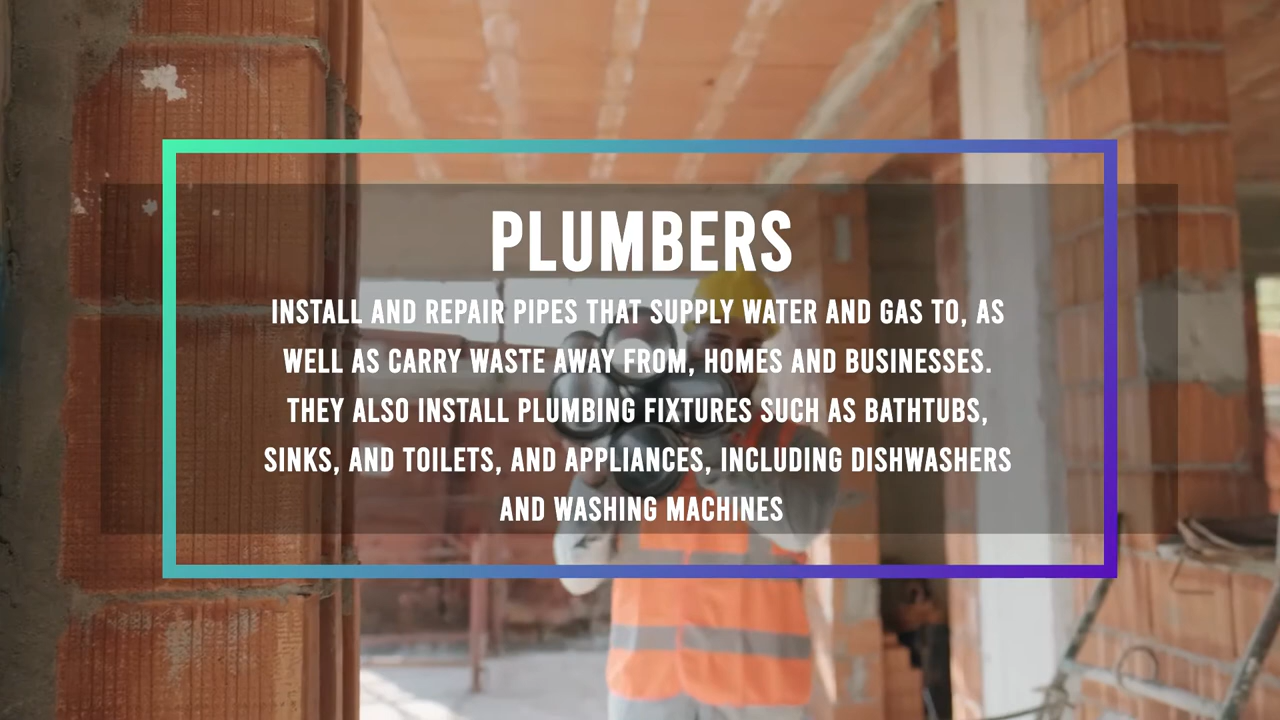 PLUMBERS
INSTALL AND REPAIR PIPES THAT SUPPLY WATER AND GAS TO, AS
WELL AS CARRY WASTE AWAY FROM, HOMES AND BUSINESSES.
THEY ALSO INSTALL PLUMBING FIXTURES SUCH AS BATHTUBS,
SINKS, AND TOILETS, AND APPLIANCES, INCLUDING DISHWASHERS
AND WASHING MACHINES